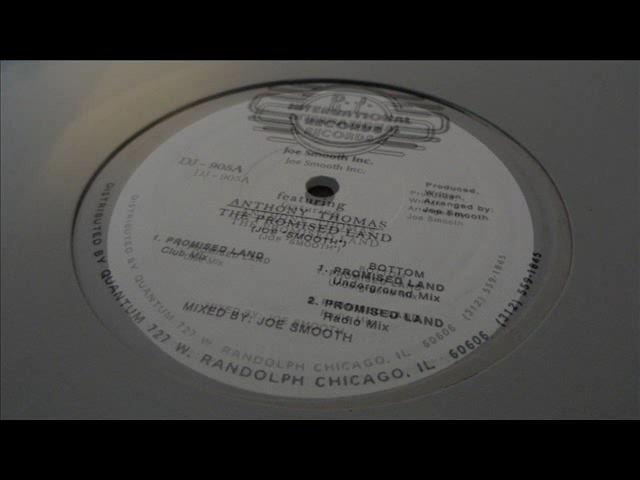 D.J.
INTERNATIONAL
RECORDS
Joe Smooth Inc.
DJ - 905A
featuring
ANTHONY THOMAS
THE PROMISED LAND
(JOE "SMOOTH")
Produced,
Written,
Arranged by:
Joe Smooth
1. PROMISED LAND
Club Mix
BOTTOM
1. PROMISED LAND
Underground Mix
2. PROMISED LAND
Radio Mix
MIXED BY: JOE SMOOTH
DISTRIBUTED BY QUANTUM 727 W. RANDOLPH CHICAGO, IL 60606 (312) 559-1845